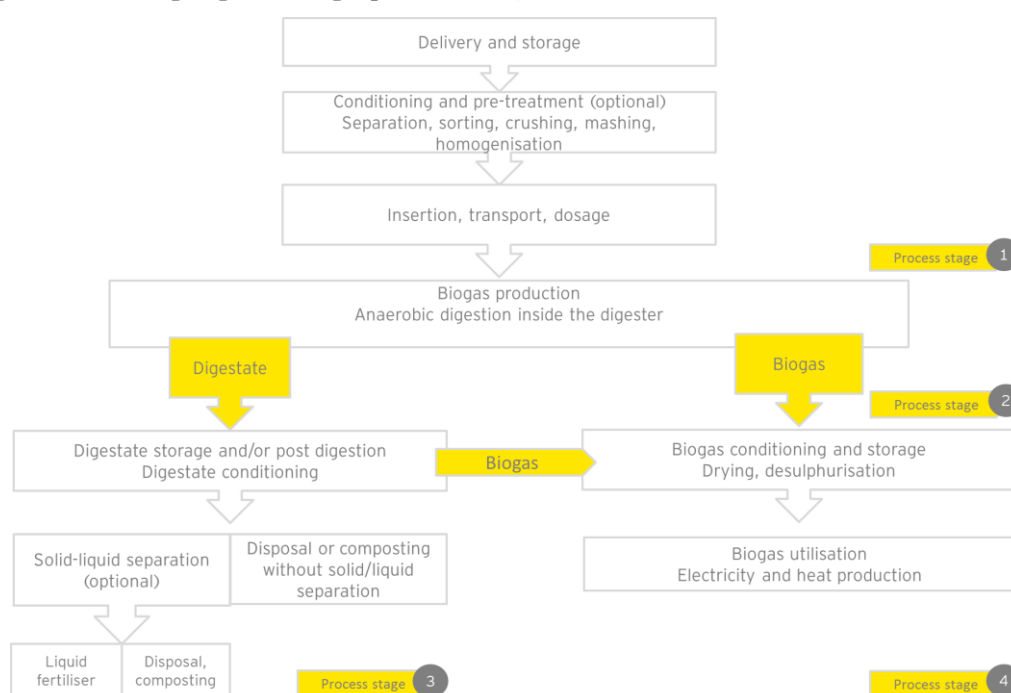 Delivery and storage
Conditioning and pre-treatment (optional)
Separation, sorting, crushing, mashing,
homogenisation
Insertion, transport, dosage
Process stage 1
Biogas production
Anaerobic digestion inside the digester
Digestate
Biogas
Process stage 2
Digestate storage and/or post digestion
Digestate conditioning
Biogas
Biogas conditioning and storage
Drying, desulphurisation
Solid-liquid separation
(optional)
Disposal or composting
without solid/liquid
separation
Biogas utilisation
Electricity and heat production
Liquid
fertiliser
Disposal,
composting
Process stage 3
Process stage 4